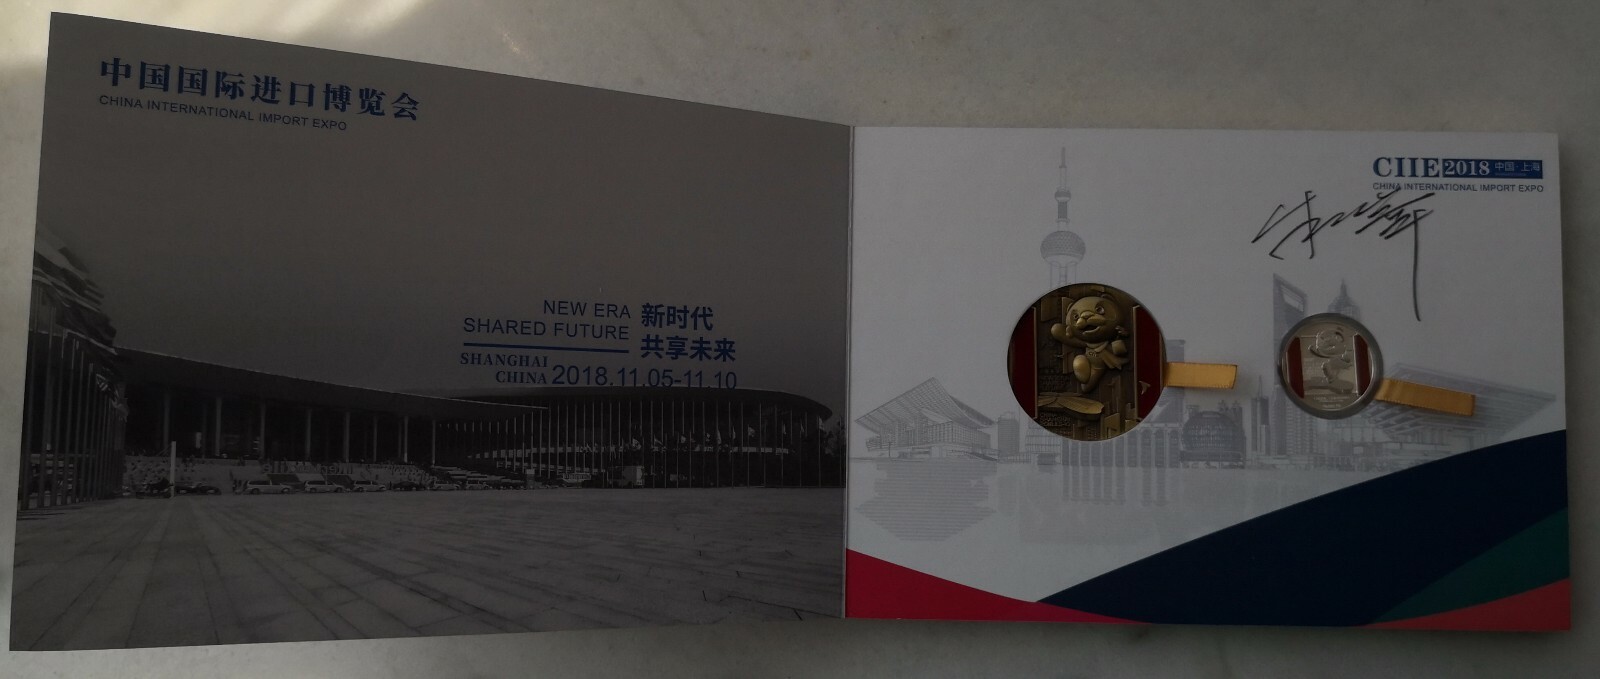 中国国际进口博览会
CHINA INTERNATIONAL IMPORT EXPO
NEW ERA
SHARED FUTURE
新时代
共享未来
SHANGHAI
CHINA 2018.11.05-11.10
CIIE 2018 中国·上海
CHINA INTERNATIONAL IMPORT EXPO